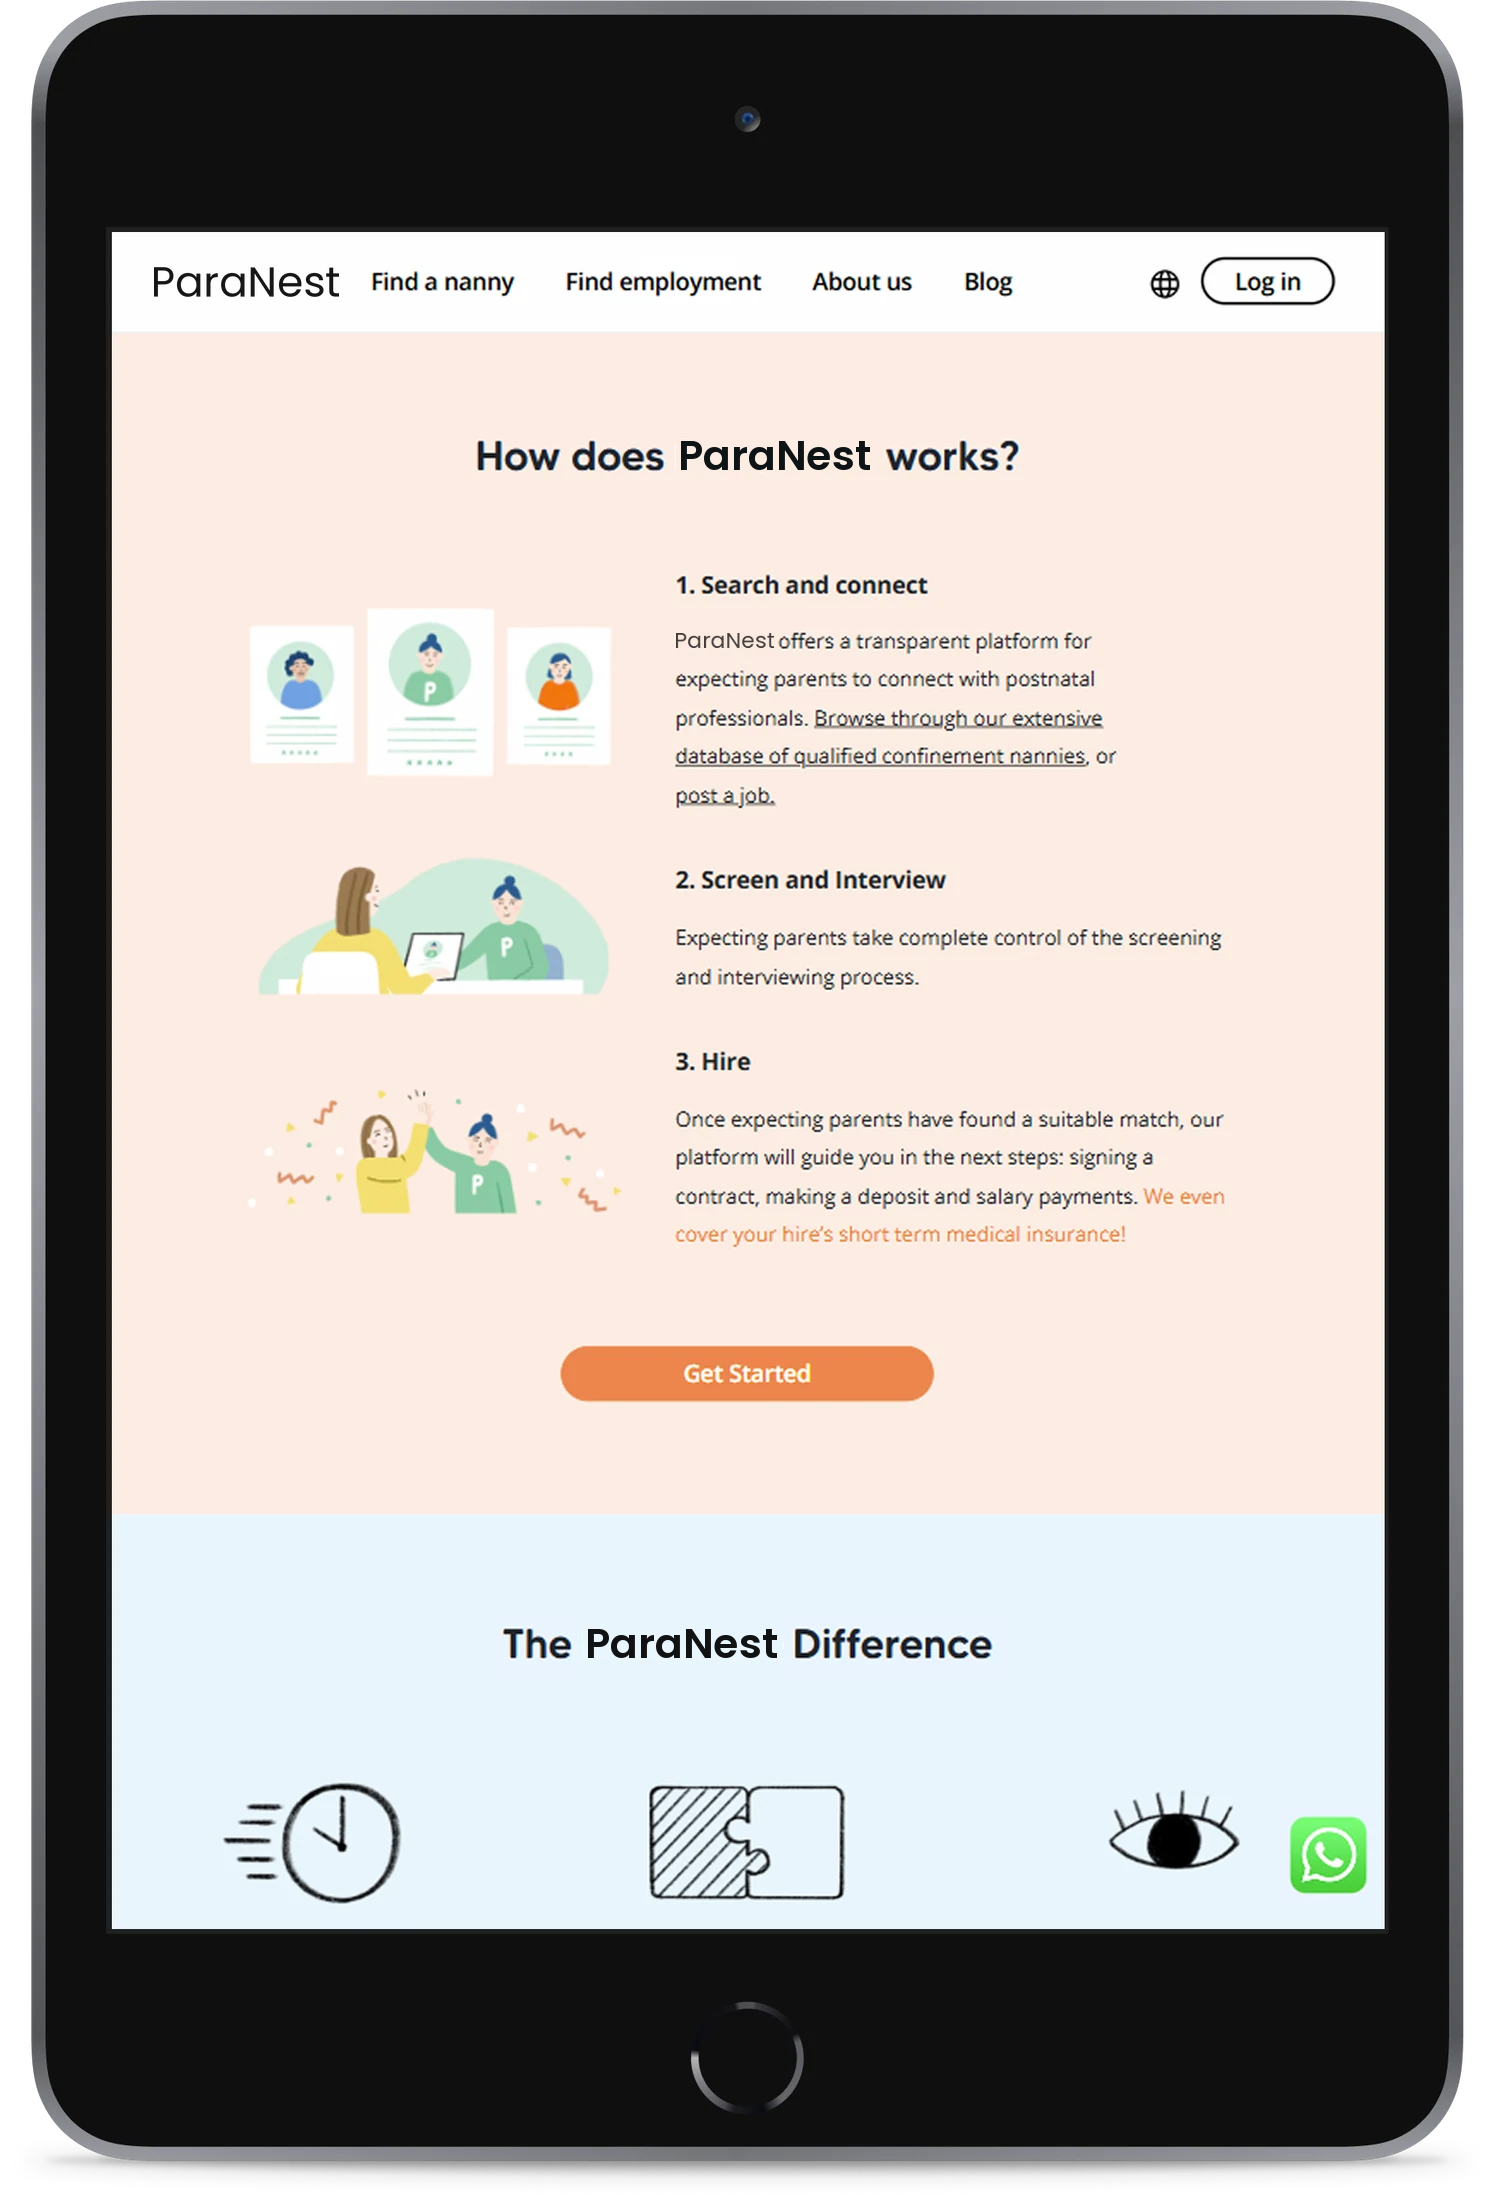 ParaNest Find a nanny Find employment About us Blog Log in
How does ParaNest works?
1. Search and connect
ParaNest offers a transparent platform for
expecting parents to connect with postnatal
professionals. Browse through our extensive
database of qualified confinement nannies, or
post a job.
P
2. Screen and Interview
Expecting parents take complete control of the screening
and interviewing process.
P
3. Hire
Once expecting parents have found a suitable match, our
platform will guide you in the next steps: signing a
contract, making a deposit and salary payments. We even
cover your hire's short term medical insurance!
P
Get Started
The ParaNest Difference